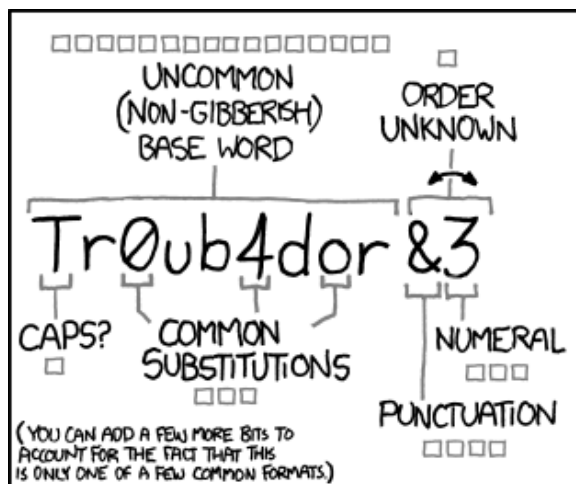 UNCOMMON
(NON-GIBBERISH)
BASE WORD
ORDER
UNKNOWN
Tr0ub4dor &3
CAPS?
COMMON
SUBSTITUTIONS
NUMERAL
PUNCTUATION
(YOU CAN ADD A FEW MORE BITS TO
ACCOUNT FOR THE FACT THAT THIS
IS ONLY ONE OF A FEW COMMON FORMATS.)